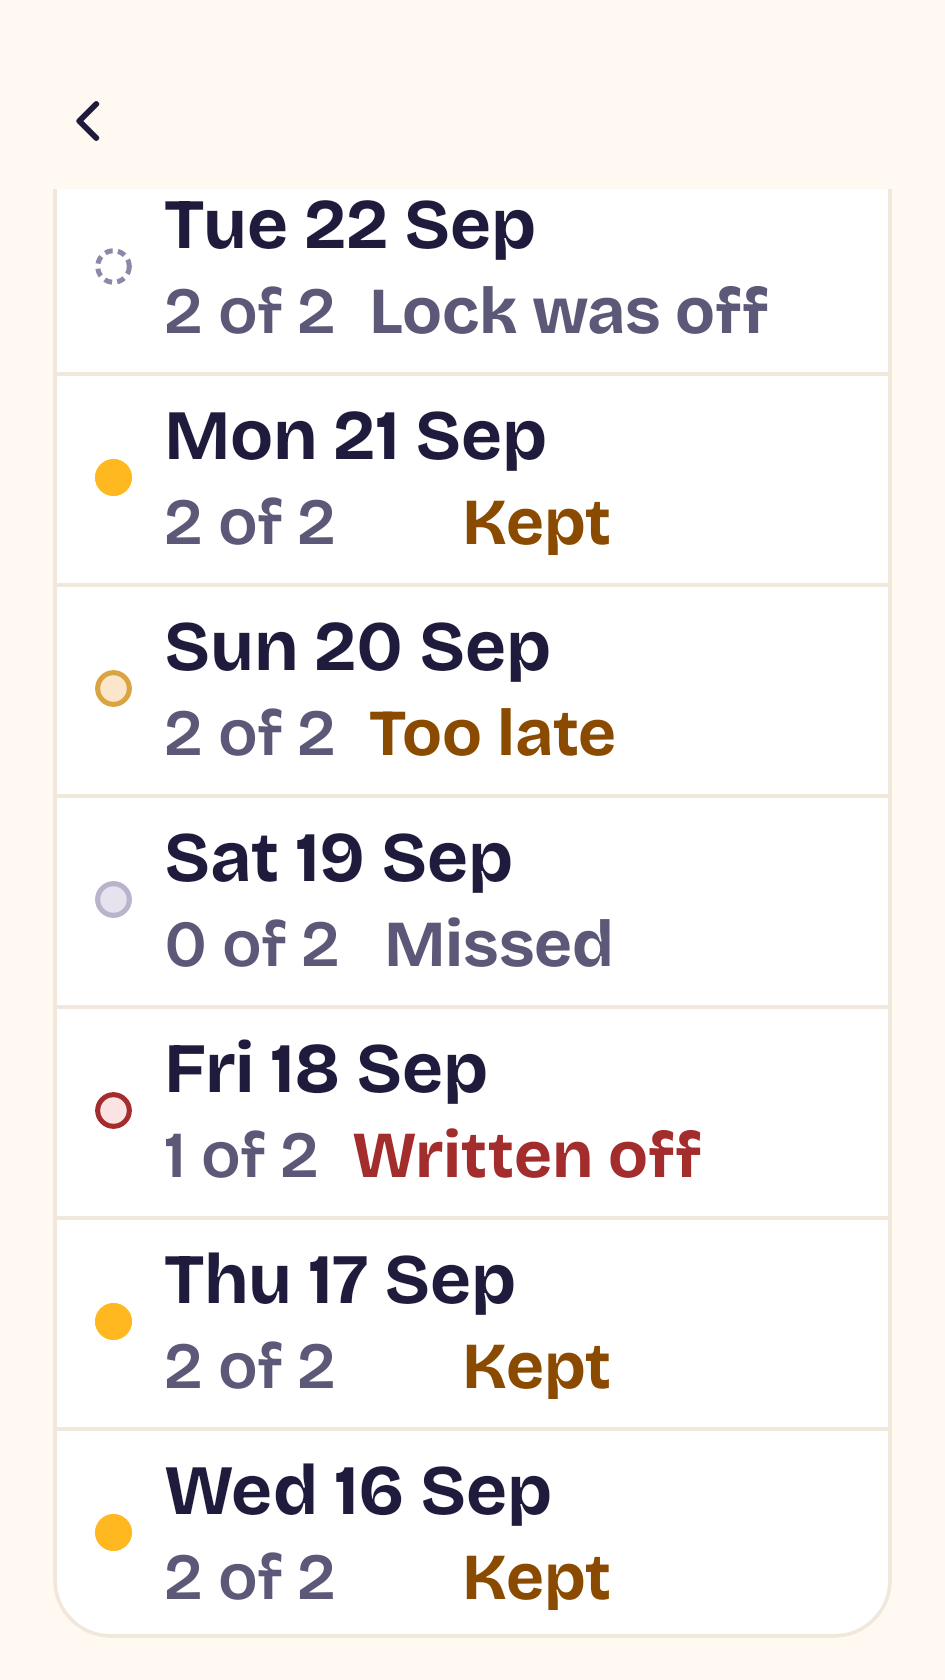 Tue 22 Sep
2 of 2 Lock was off
Mon 21 Sep
2 of 2 Kept
Sun 20 Sep
2 of 2 Too late
Sat 19 Sep
0 of 2 Missed
Fri 18 Sep
1 of 2 Written off
Thu 17 Sep
2 of 2 Kept
Wed 16 Sep
2 of 2 Kept